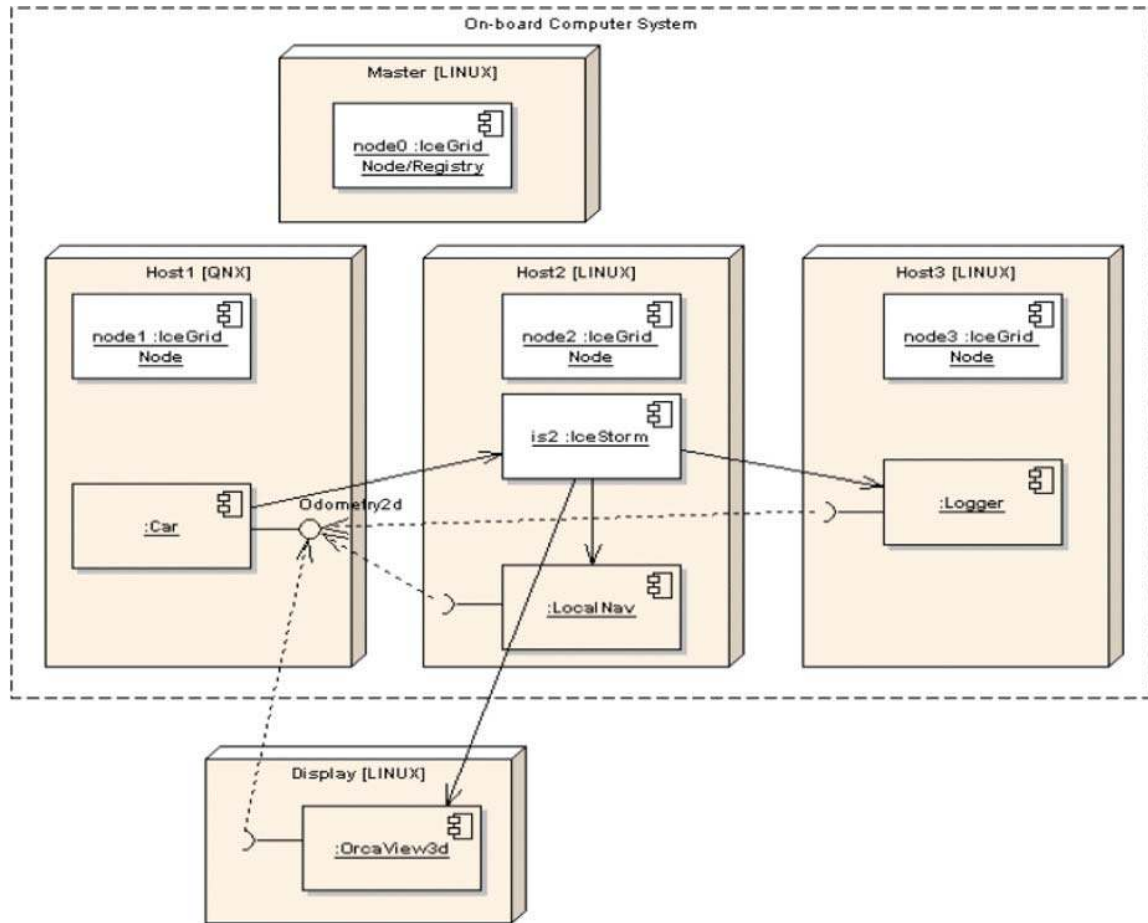 On-board Computer System
Master [LINUX]
node0 :IceGrid
Node/Registry
Host1 [QNX]
node1 :IceGrid
Node
:Car
Odometry2d
Host2 [LINUX]
node2 :IceGrid
Node
is2 :IceStorm
:LocalNav
Host3 [LINUX]
node3 :IceGrid
Node
:Logger
Display [LINUX]
:OrcaView3d